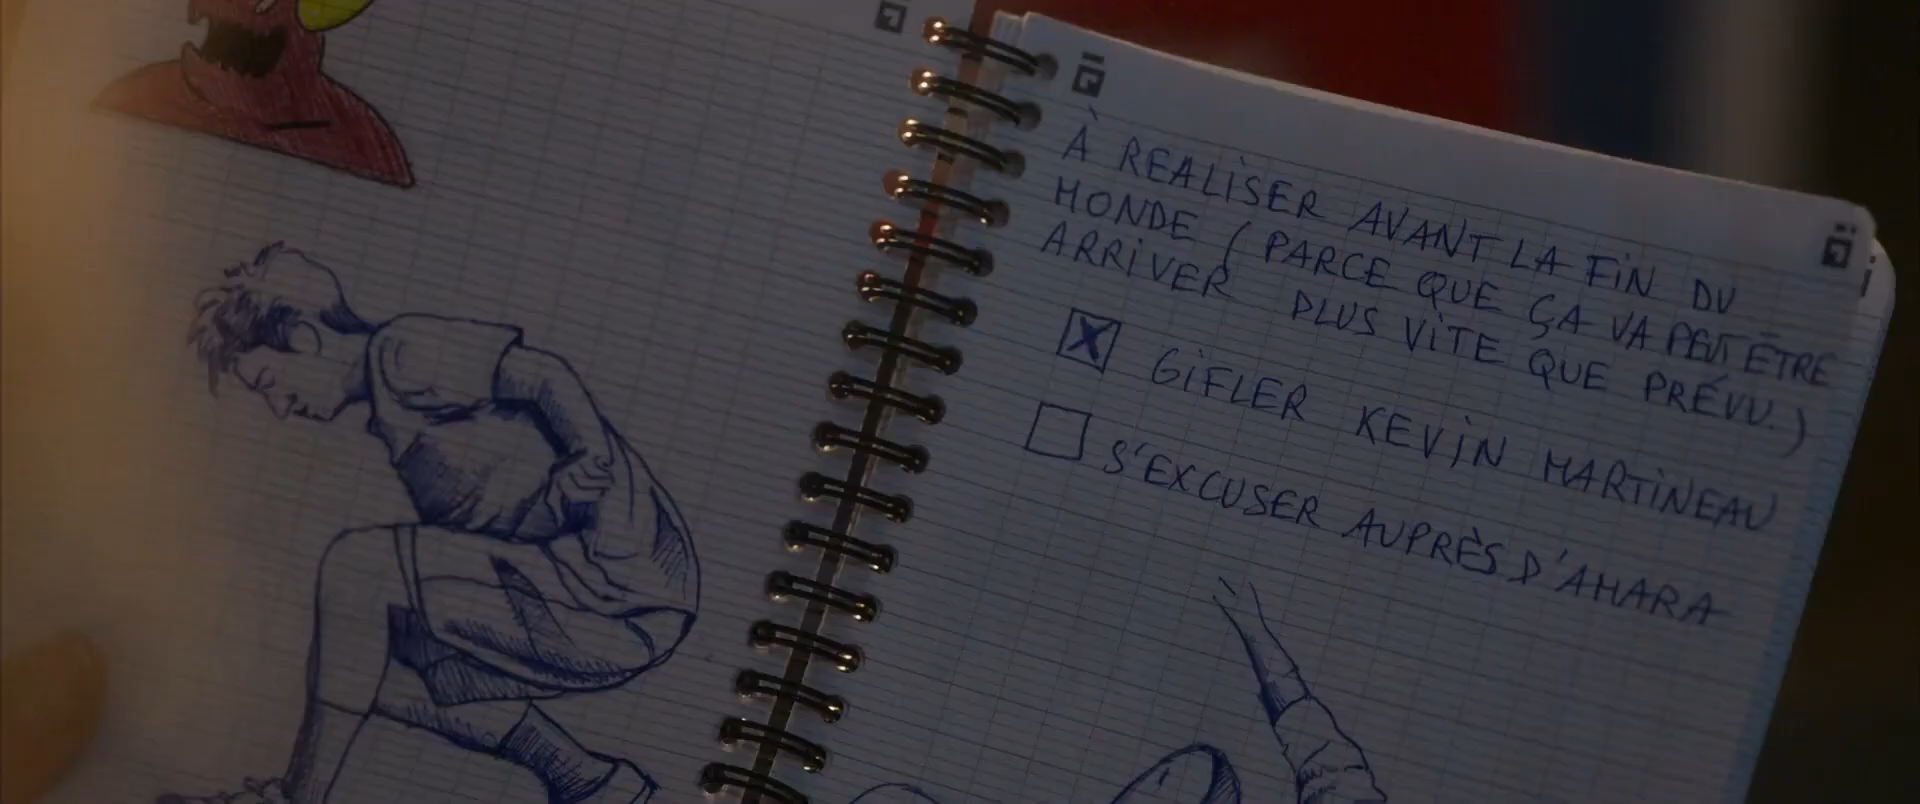 À REALISER AVANT LA FIN DU
MONDE (PARCE QUE ÇA VA PEUT ÊTRE
ARRIVER PLUS VITE QUE PRÉVU.)
GIFLER KEVIN MARTINEAU
S'EXCUSER AUPRÈS D'AHARA